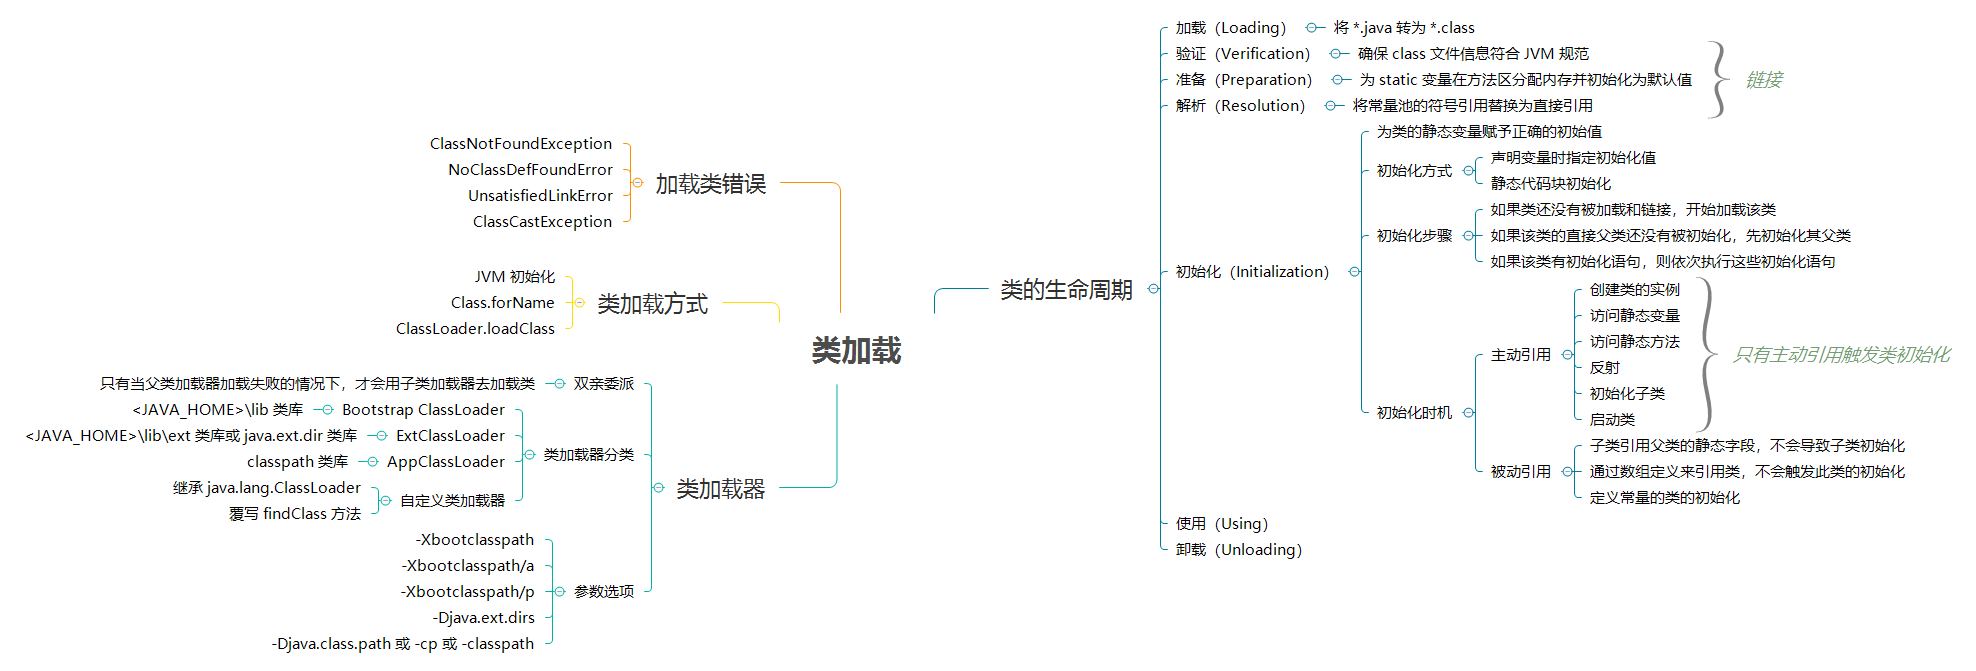 类加载
加载类错误
ClassNotFoundException
NoClassDefFoundError
UnsatisfiedLinkError
ClassCastException
类加载方式
JVM 初始化
Class.forName
ClassLoader.loadClass
类加载器
双亲委派
只有当父类加载器加载失败的情况下，才会用子类加载器去加载类
类加载器分类
Bootstrap ClassLoader
<JAVA_HOME>\lib 类库
ExtClassLoader
<JAVA_HOME>\lib\ext 类库或 java.ext.dir 类库
AppClassLoader
classpath 类库
自定义类加载器
继承 java.lang.ClassLoader
覆写 findClass 方法
参数选项
-Xbootclasspath
-Xbootclasspath/a
-Xbootclasspath/p
-Djava.ext.dirs
-Djava.class.path 或 -cp 或 -classpath
类的生命周期
加载（Loading）
将 *.java 转为 *.class
验证（Verification）
确保 class 文件信息符合 JVM 规范
准备（Preparation）
为 static 变量在方法区分配内存并初始化为默认值
解析（Resolution）
将常量池的符号引用替换为直接引用
链接
初始化（Initialization）
为类的静态变量赋予正确的初始值
初始化方式
声明变量时指定初始化值
静态代码块初始化
初始化步骤
如果类还没有被加载和链接，开始加载该类
如果该类的直接父类还没有被初始化，先初始化其父类
如果该类有初始化语句，则依次执行这些初始化语句
初始化时机
主动引用
创建类的实例
访问静态变量
访问静态方法
反射
初始化子类
启动类
只有主动引用触发类初始化
被动引用
子类引用父类的静态字段，不会导致子类初始化
通过数组定义来引用类，不会触发此类的初始化
定义常量的类的初始化
使用（Using）
卸载（Unloading）